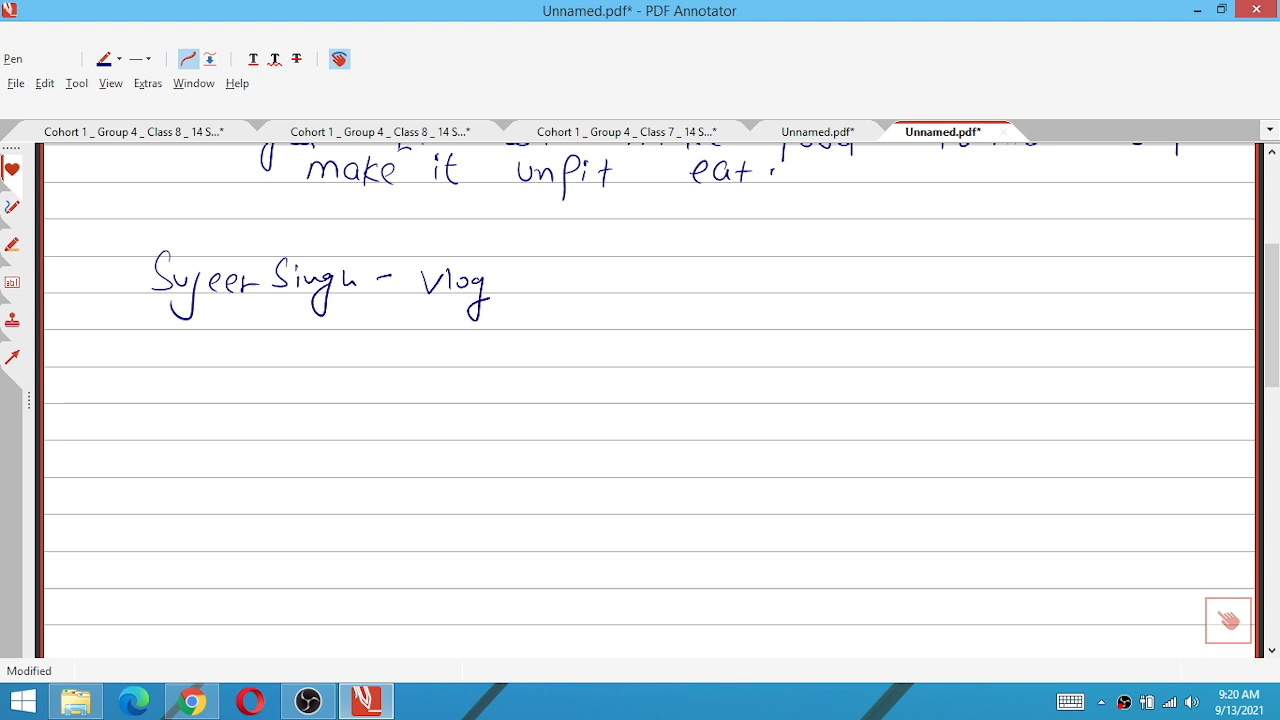 Unnamed.pdf* - PDF Annotator
Pen
T T T
File Edit Tool View Extras Window Help
Cohort 1 _ Group 4 _ Class 8 _ 14 S...* Cohort 1 _ Group 4 _ Class 8 _ 14 S...* Cohort 1 _ Group 4 _ Class 7 _ 14 S...* Unnamed.pdf* Unnamed.pdf*
make it unfit eat.
Sujeer Singh - Vlog
Modified
9:20 AM
9/13/2021